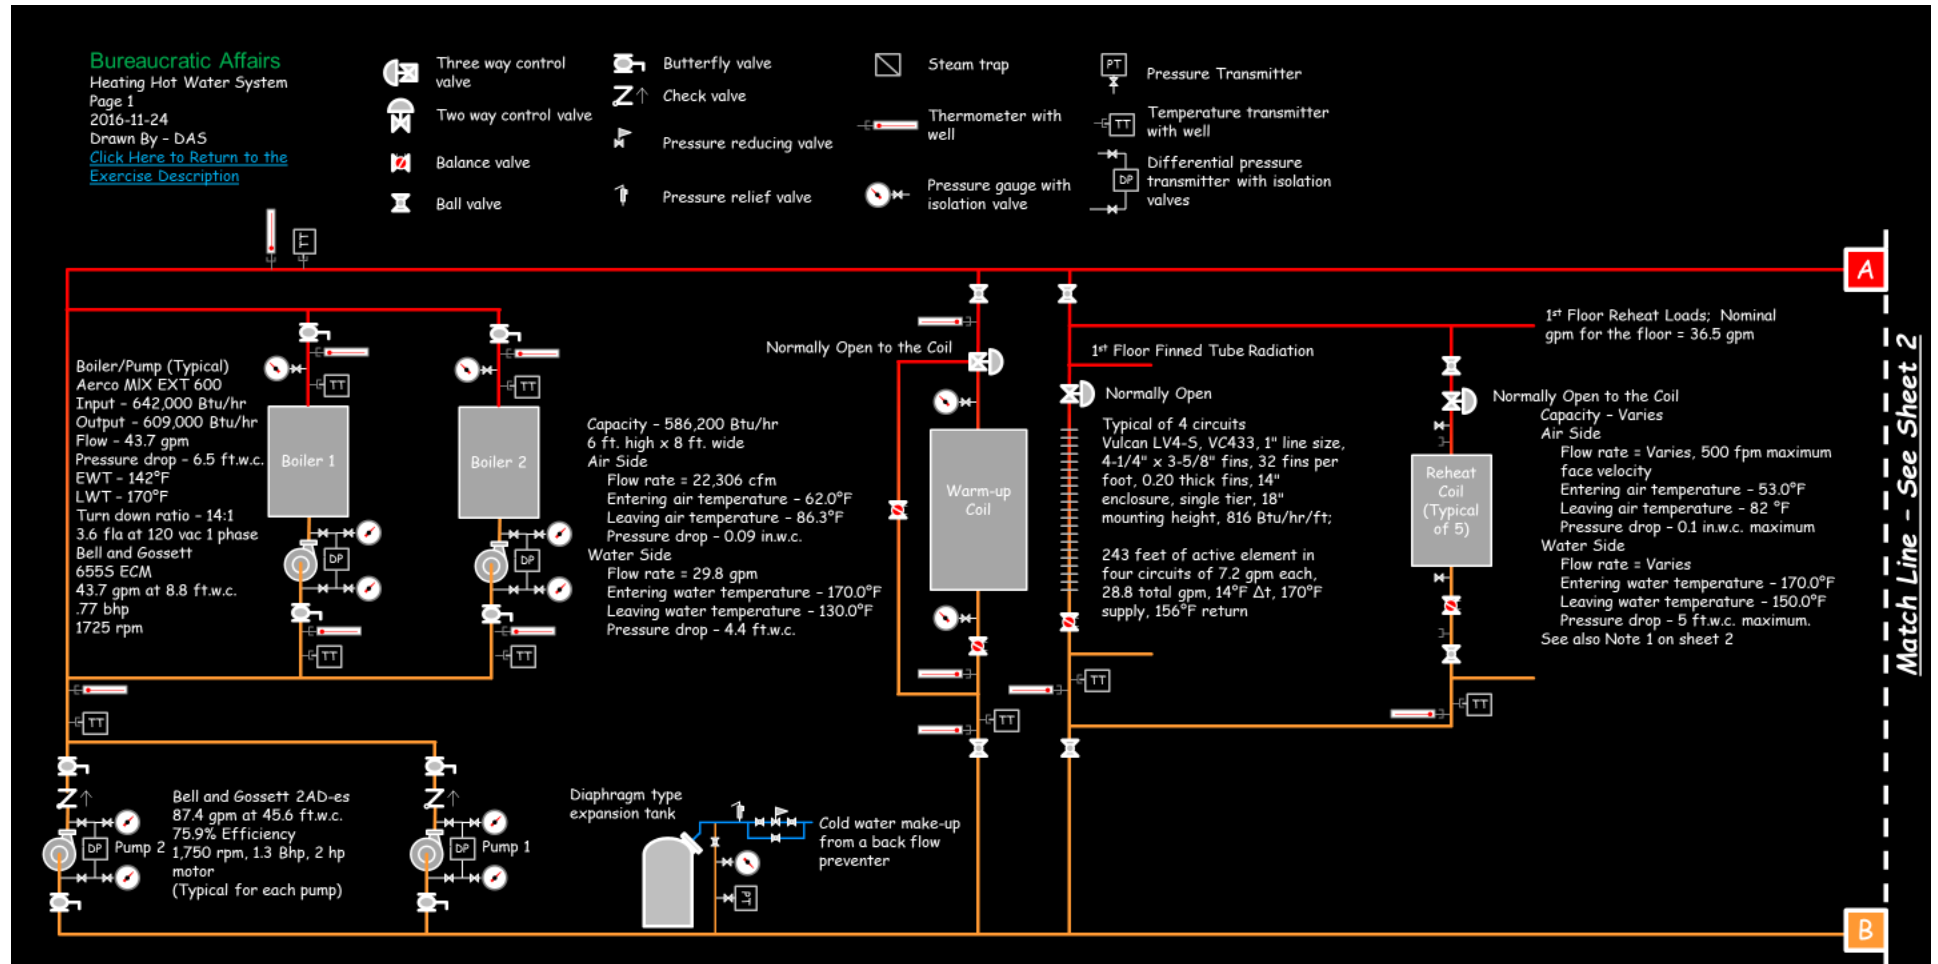 Bureaucratic Affairs
Heating Hot Water System
Page 1
2016-11-24
Drawn By - DAS
Click Here to Return to the
Exercise Description
Three way control
valve
Two way control valve
Balance valve
Ball valve
Butterfly valve
Check valve
Pressure reducing valve
Pressure relief valve
Steam trap
Thermometer with
well
Pressure gauge with
isolation valve
PT
Pressure Transmitter
TT
Temperature transmitter
with well
DP
Differential pressure
transmitter with isolation
valves
TT
A
Boiler/Pump (Typical)
Aerco MlX EXT 600
Input - 642,000 Btu/hr
Output - 609,000 Btu/hr
Flow - 43.7 gpm
Pressure drop - 6.5 ft.w.c.
EWT - 142°F
LWT - 170°F
Turn down ratio - 14:1
3.6 fla at 120 vac 1 phase
Bell and Gossett
655S ECM
43.7 gpm at 8.8 ft.w.c.
.77 bhp
1725 rpm
TT
Boiler 1
DP
TT
TT
Boiler 2
DP
TT
Capacity - 586,200 Btu/hr
6 ft. high x 8 ft. wide
Air Side
Flow rate = 22,306 cfm
Entering air temperature - 62.0°F
Leaving air temperature - 86.3°F
Pressure drop - 0.09 in.w.c.
Water Side
Flow rate = 29.8 gpm
Entering water temperature - 170.0°F
Leaving water temperature - 130.0°F
Pressure drop - 4.4 ft.w.c.
Normally Open to the Coil
Warm-up
Coil
TT
1st Floor Finned Tube Radiation
Normally Open
Typical of 4 circuits
Vulcan LV4-S, VC433, 1" line size,
4-1/4" x 3-5/8" fins, 32 fins per
foot, 0.20 thick fins, 14"
enclosure, single tier, 18"
mounting height, 816 Btu/hr/ft;
243 feet of active element in
four circuits of 7.2 gpm each,
28.8 total gpm, 14°F Δt, 170°F
supply, 156°F return
TT
1st Floor Reheat Loads; Nominal
gpm for the floor = 36.5 gpm
Reheat
Coil
(Typical
of 5)
TT
Normally Open to the Coil
Capacity - Varies
Air Side
Flow rate = Varies, 500 fpm maximum
face velocity
Entering air temperature - 53.0°F
Leaving air temperature - 82 °F
Pressure drop - 0.1 in.w.c. maximum
Water Side
Flow rate = Varies
Entering water temperature - 170.0°F
Leaving water temperature - 150.0°F
Pressure drop - 5 ft.w.c. maximum.
See also Note 1 on sheet 2
Match Line - See Sheet 2
TT
DP
Pump 2
Bell and Gossett 2AD-es
87.4 gpm at 45.6 ft.w.c.
75.9% Efficiency
1,750 rpm, 1.3 Bhp, 2 hp
motor
(Typical for each pump)
DP
Pump 1
Diaphragm type
expansion tank
PT
Cold water make-up
from a back flow
preventer
B